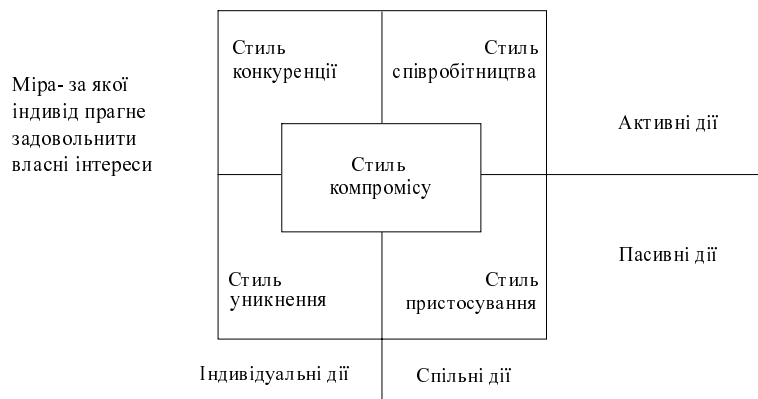 Стиль
конкуренції
Стиль
співробітництва
Міра- за якої
індивід прагне
задовольнити
власні інтереси
Активні дії
Стиль
компромісу
Пасивні дії
Стиль
уникнення
Стиль
пристосування
Індивідуальні дії
Спільні дії